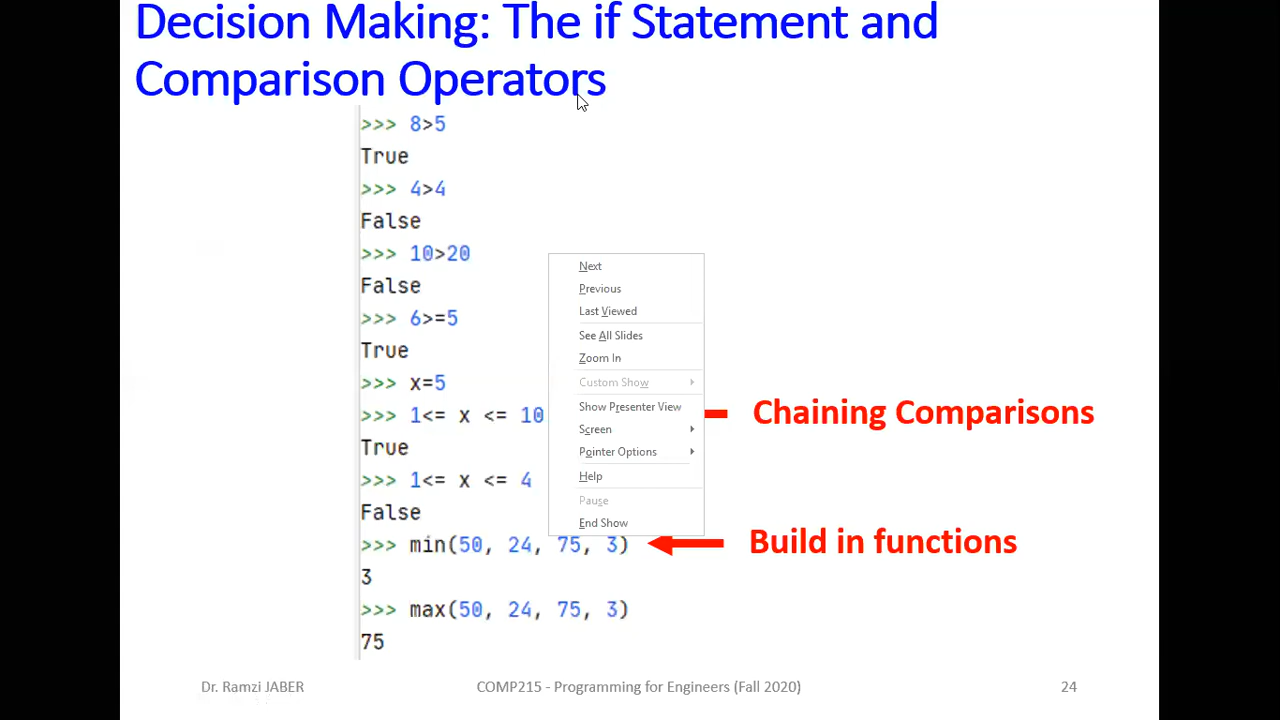 Decision Making: The if Statement and
Comparison Operators
>>> 8>5
True
>>> 4>4
False
>>> 10>20
False
>>> 6>=5
True
>>> x=5
>>> 1<= x <= 10
Chaining Comparisons
True
>>> 1<= x <= 4
False
>>> min(50, 24, 75, 3)
Build in functions
3
>>> max(50, 24, 75, 3)
75
Next
Previous
Last Viewed
See All Slides
Zoom In
Custom Show
Show Presenter View
Screen
Pointer Options
Help
Pause
End Show
Dr. Ramzi JABER
COMP215 - Programming for Engineers (Fall 2020)
24